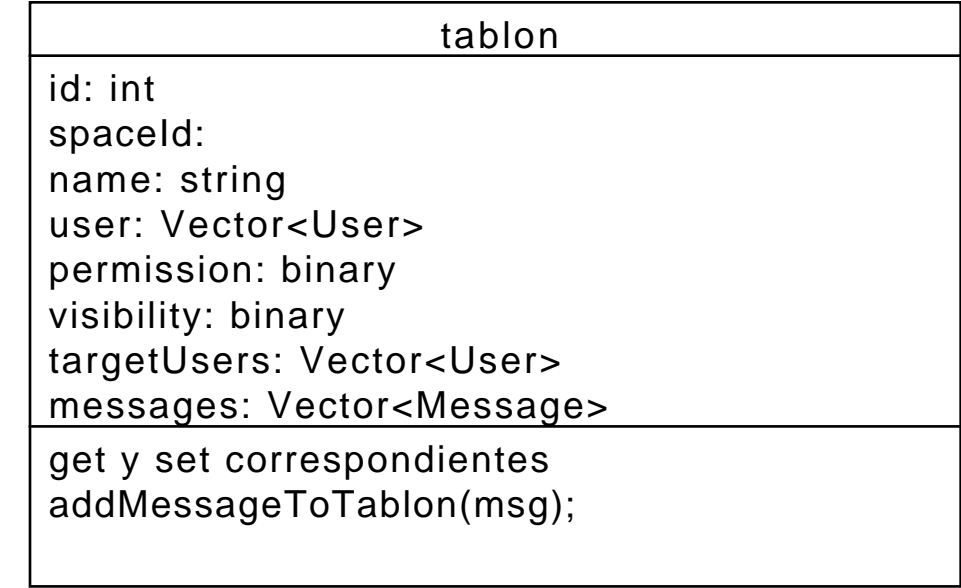 tablon
id: int
spaceId:
name: string
user: Vector<User>
permission: binary
visibility: binary
targetUsers: Vector<User>
messages: Vector<Message>
get y set correspondientes
addMessageToTablon(msg);